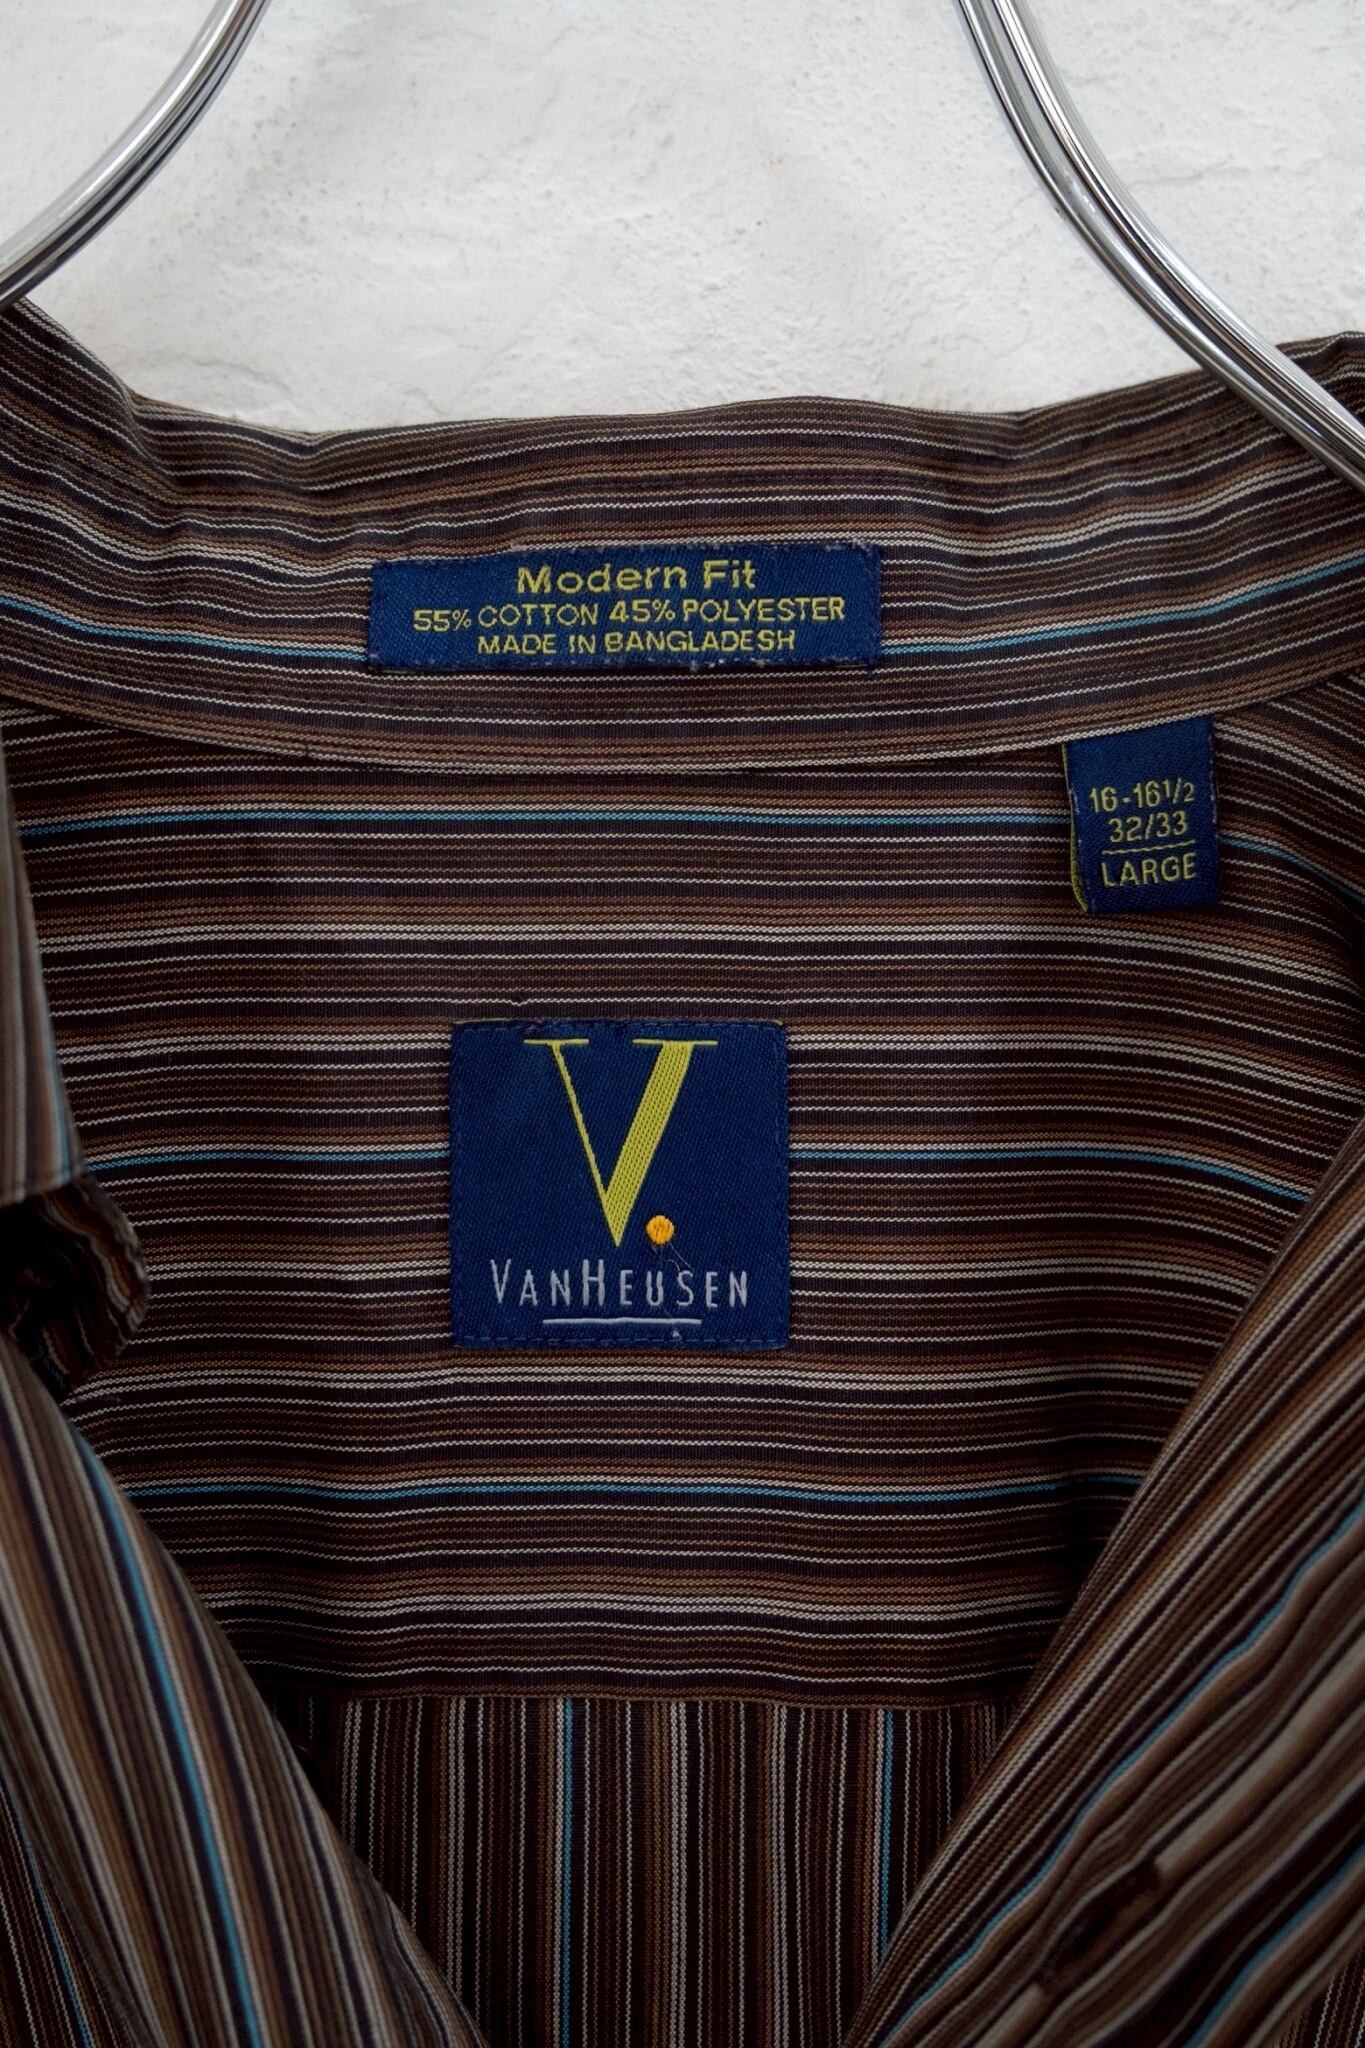 Modern Fit
55% COTTON 45% POLYESTER
MADE IN BANGLADESH
16-16 1/2
32/33
LARGE
V.
VANHEUSEN